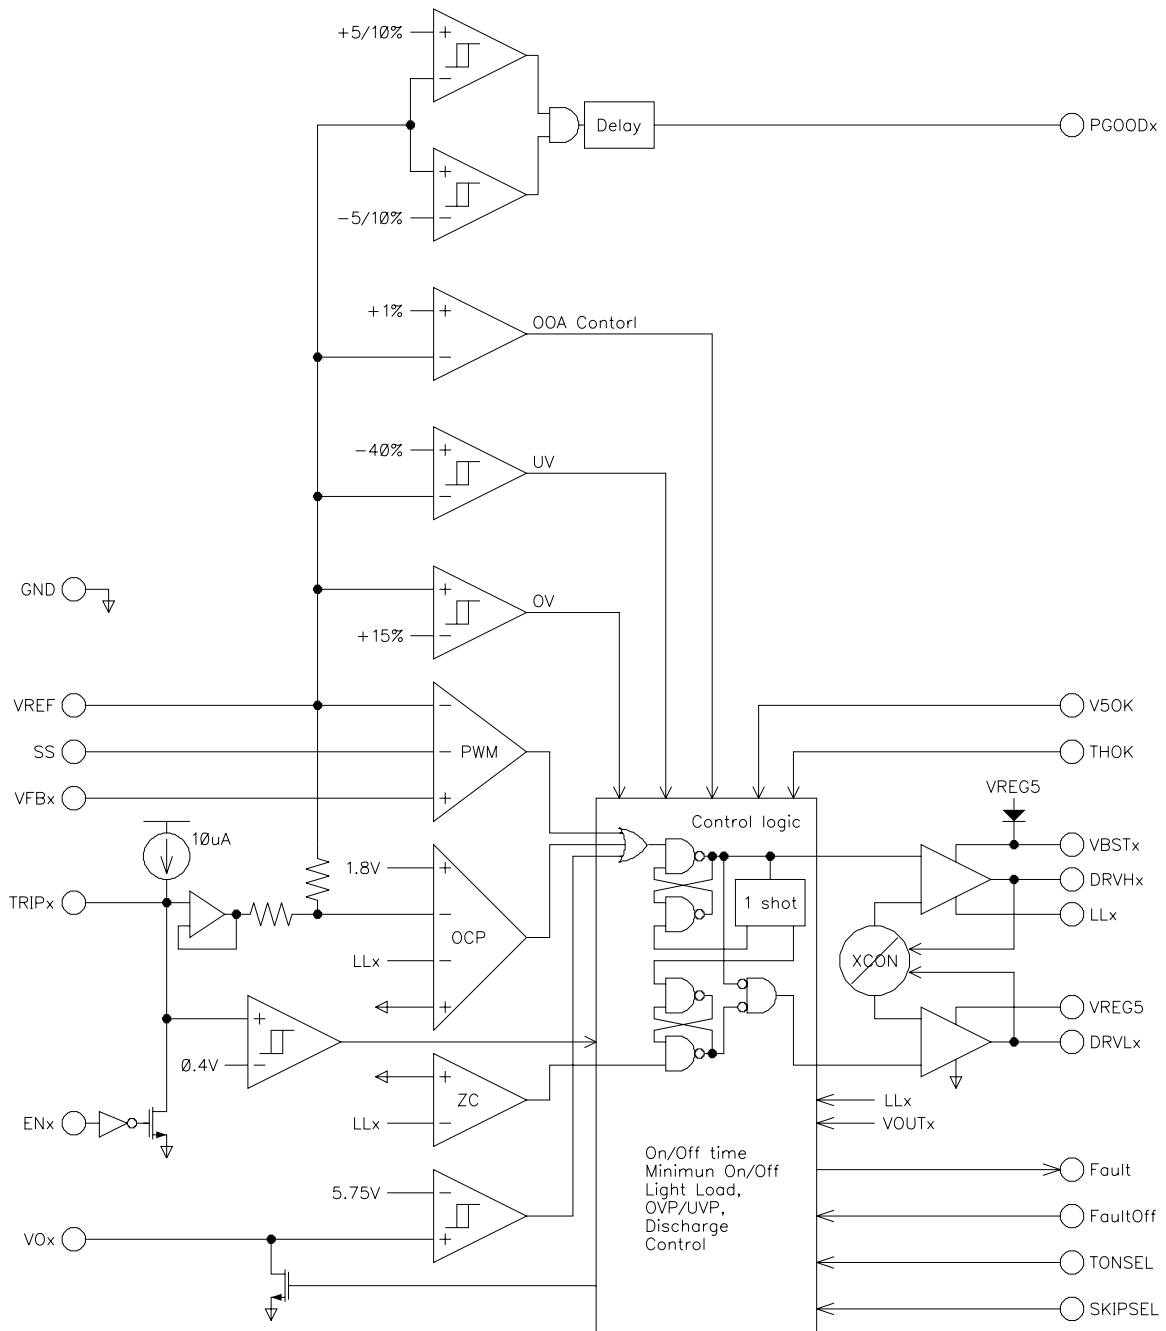 +5/10%
Delay
PGOODx
-5/10%
+1%
OOA Contorl
-40%
UV
GND
OV
+15%
VREF
SS
VFBx
PWM
V5OK
THOK
VREG5
10uA
Control logic
1.8V
VBSTx
TRIPx
DRVHx
1 shot
LLx
OCP
LLx
XCON
VREG5
0.4V
DRVLx
ZC
LLx
ENx
LLx
VOUTx
On/Off time
Minimun On/Off
Light Load,
OVP/UVP,
Discharge
Control
Fault
5.75V
FaultOff
VOx
TONSEL
SKIPSEL